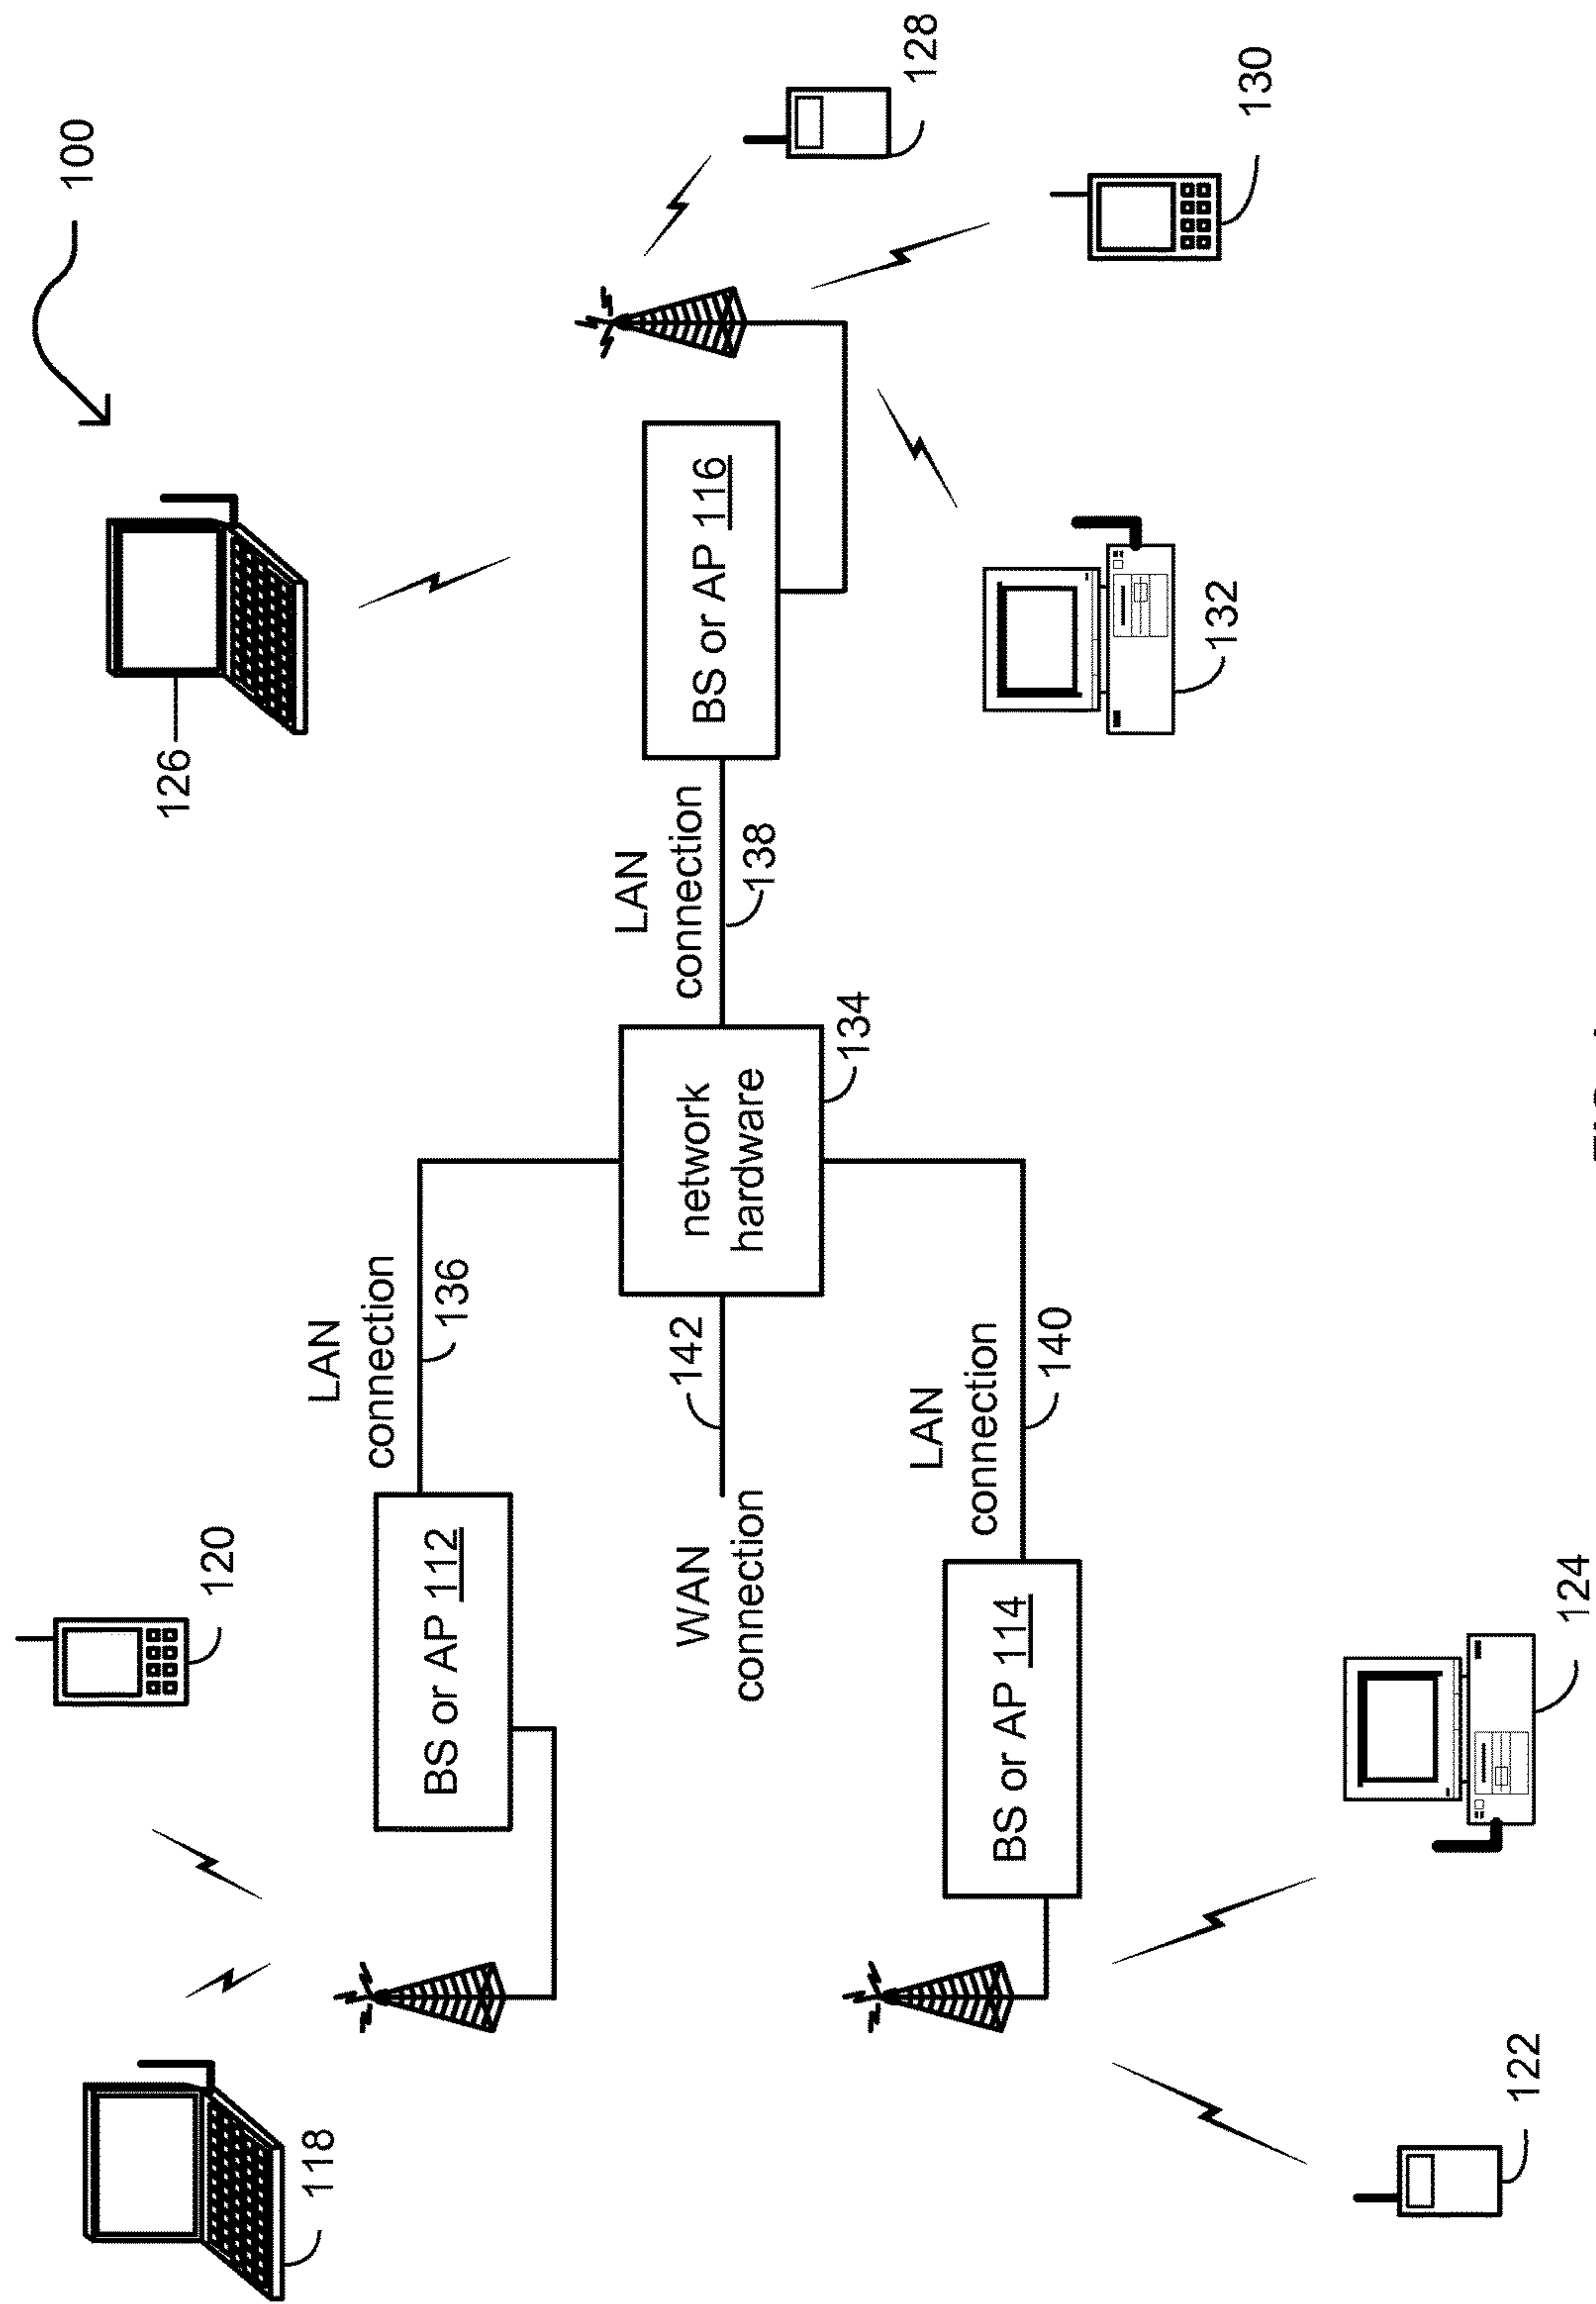 100
126
120
118
LAN
connection
BS or AP 112
136
LAN
connection
138
142
WAN
connection
network
hardware
134
BS or AP 116
128
LAN
connection
BS or AP 114
140
132
130
122
124